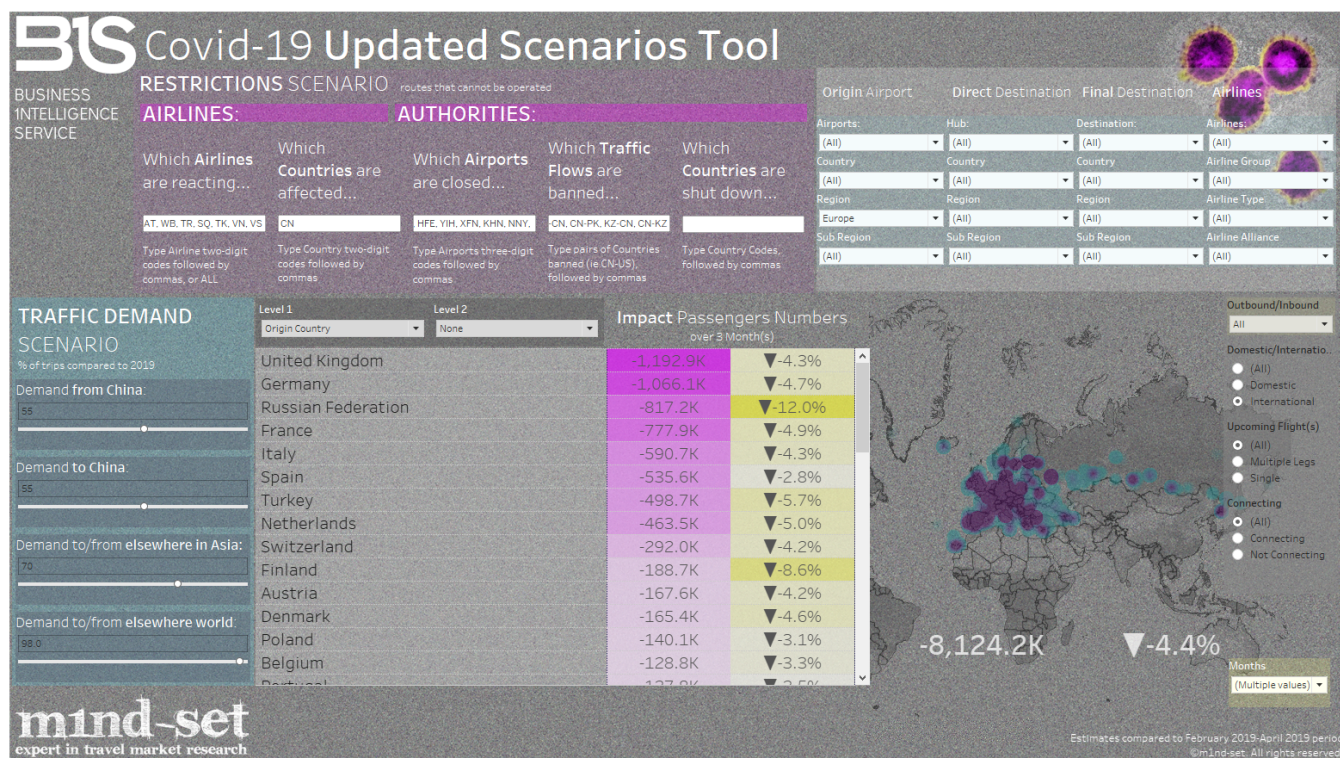 B1S Covid-19 Updated Scenarios Tool
BUSINESS
1NTELLIGENCE
SERVICE
RESTRICTIONS SCENARIO routes that cannot be operated
AIRLINES:
AUTHORITIES:
Which Airlines
are reacting...
AT, WB, TR, SQ, TK, VN, VS
Type Airline two-digit
codes followed by
commas, or ALL
Which
Countries are
affected...
CN
Type Country two-digit
codes followed by
commas
Which Airports
are closed...
HFE, YIH, XFN, KHN, NNY,
Type Airports three-digit
codes followed by
commas
Which Traffic
Flows are
banned...
-CN, CN-PK, KZ-CN, CN-KZ
Type pairs of Countries
banned (ie CN-US),
followed by commas
Which
Countries are
shut down...
Type Country Codes,
followed by commas
Origin Airport
Airports:
(All)
Country
(All)
Region
Europe
Sub Region
(All)
Direct Destination
Hub:
(All)
Country
(All)
Region
(All)
Sub Region
(All)
Final Destination
Destination:
(All)
Country
(All)
Region
(All)
Sub Region
(All)
Airlines
Airlines:
(All)
Airline Group
(All)
Airline Type
(All)
Airline Alliance
(All)
TRAFFIC DEMAND
SCENARIO
% of trips compared to 2019
Demand from China:
55
Demand to China:
55
Demand to/from elsewhere in Asia:
70
Demand to/from elsewhere world:
98.0
Level 1
Origin Country
Level 2
None
Impact Passengers Numbers
over 3 Month(s)
United Kingdom -1,192.9K ▼-4.3%
Germany -1,066.1K ▼-4.7%
Russian Federation -817.2K ▼-12.0%
France -777.9K ▼-4.9%
Italy -590.7K ▼-4.3%
Spain -535.6K ▼-2.8%
Turkey -498.7K ▼-5.7%
Netherlands -463.5K ▼-5.0%
Switzerland -292.0K ▼-4.2%
Finland -188.7K ▼-8.6%
Austria -167.6K ▼-4.2%
Denmark -165.4K ▼-4.6%
Poland -140.1K ▼-3.1%
Belgium -128.8K ▼-3.3%
Outbound/Inbound
All
Domestic/Internatio..
(All)
Domestic
International
Upcoming Flight(s)
(All)
Multiple Legs
Single
Connecting
(All)
Connecting
Not Connecting
-8,124.2K ▼-4.4%
Months
(Multiple values)
m1nd-set
expert in travel market research
Estimates compared to February 2019-April 2019 period
©m1nd-set. All rights reserved